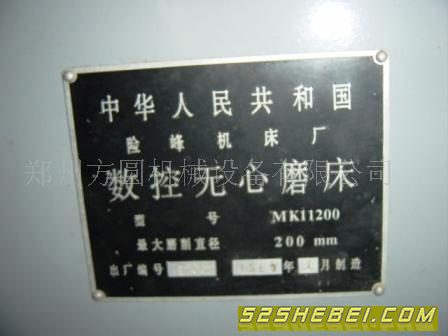 中华人民共和国
险峰机床厂
数控无心磨床
型号 MK11200
最大磨削直径 200 mm
出厂编号 年 月制造
郑州方圆机械设备有限公司
52SHEBEI.COM